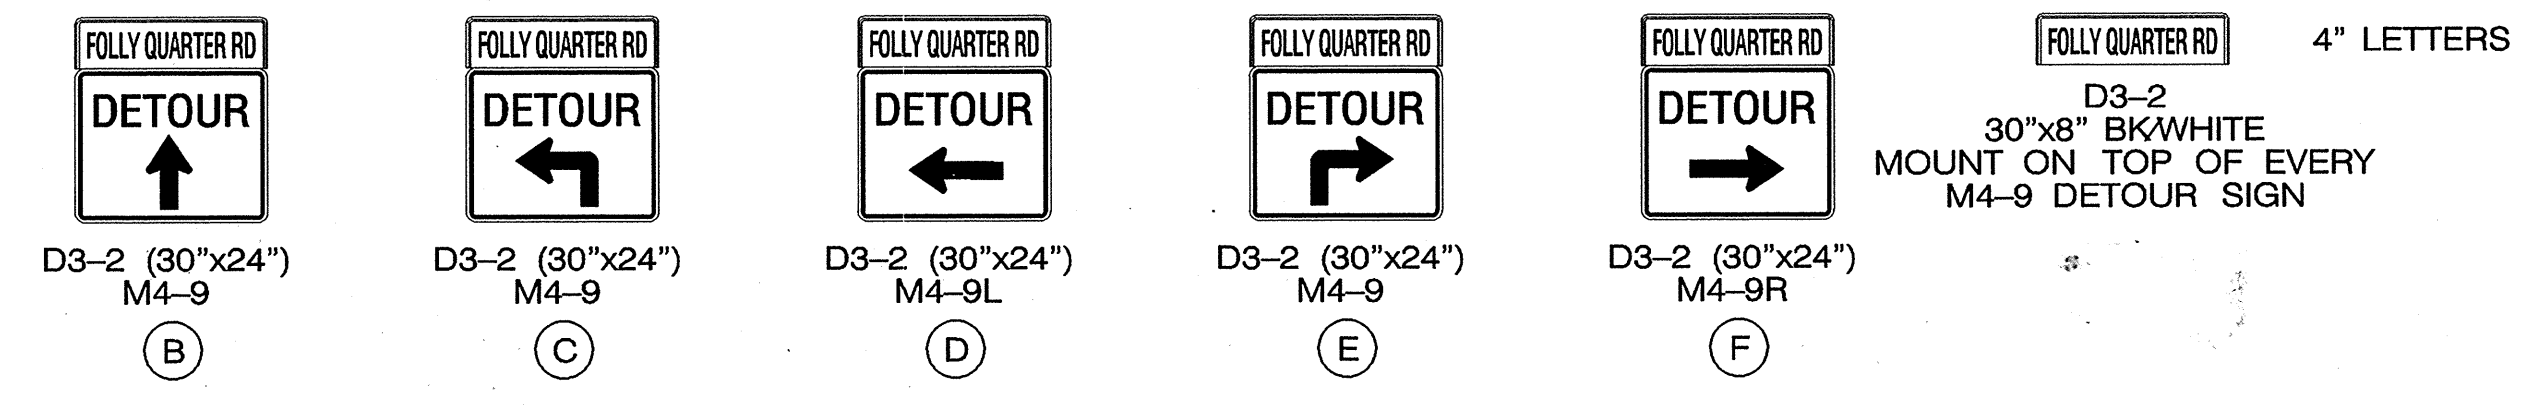 FOLLY QUARTER RD
DETOUR
D3–2 (30”x24”)
M4–9
B
FOLLY QUARTER RD
DETOUR
D3–2 (30”x24”)
M4–9
C
FOLLY QUARTER RD
DETOUR
D3–2 (30”x24”)
M4–9L
D
FOLLY QUARTER RD
DETOUR
D3–2 (30”x24”)
M4–9
E
FOLLY QUARTER RD
DETOUR
D3–2 (30”x24”)
M4–9R
F
FOLLY QUARTER RD
4” LETTERS
D3–2
30”x8” BK/WHITE
MOUNT ON TOP OF EVERY
M4–9 DETOUR SIGN